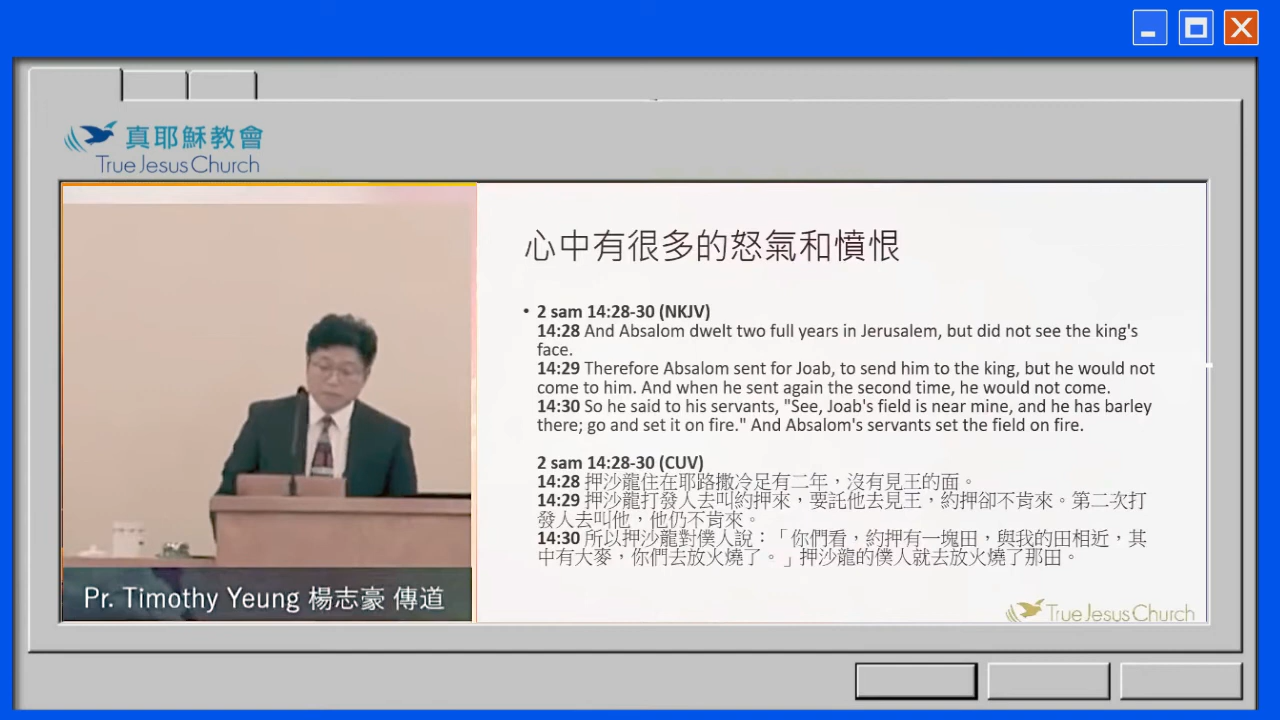 真耶穌教會
True Jesus Church
心中有很多的怒氣和憤恨
• 2 sam 14:28-30 (NKJV)
14:28 And Absalom dwelt two full years in Jerusalem, but did not see the king's
face.
14:29 Therefore Absalom sent for Joab, to send him to the king, but he would not
come to him. And when he sent again the second time, he would not come.
14:30 So he said to his servants, "See, Joab's field is near mine, and he has barley
there; go and set it on fire." And Absalom's servants set the field on fire.
2 sam 14:28-30 (CUV)
14:28 押沙龍住在耶路撒冷足有二年，沒有見王的面。
14:29 押沙龍打發人去叫約押來，要託他去見王，約押卻不肯來。第二次打
發人去叫他，他仍不肯來。
14:30 所以押沙龍對僕人說：「你們看，約押有一塊田，與我的田相近，其
中有大麥，你們去放火燒了。」押沙龍的僕人就去放火燒了那田。
Pr. Timothy Yeung 楊志豪 傳道
True Jesus Church